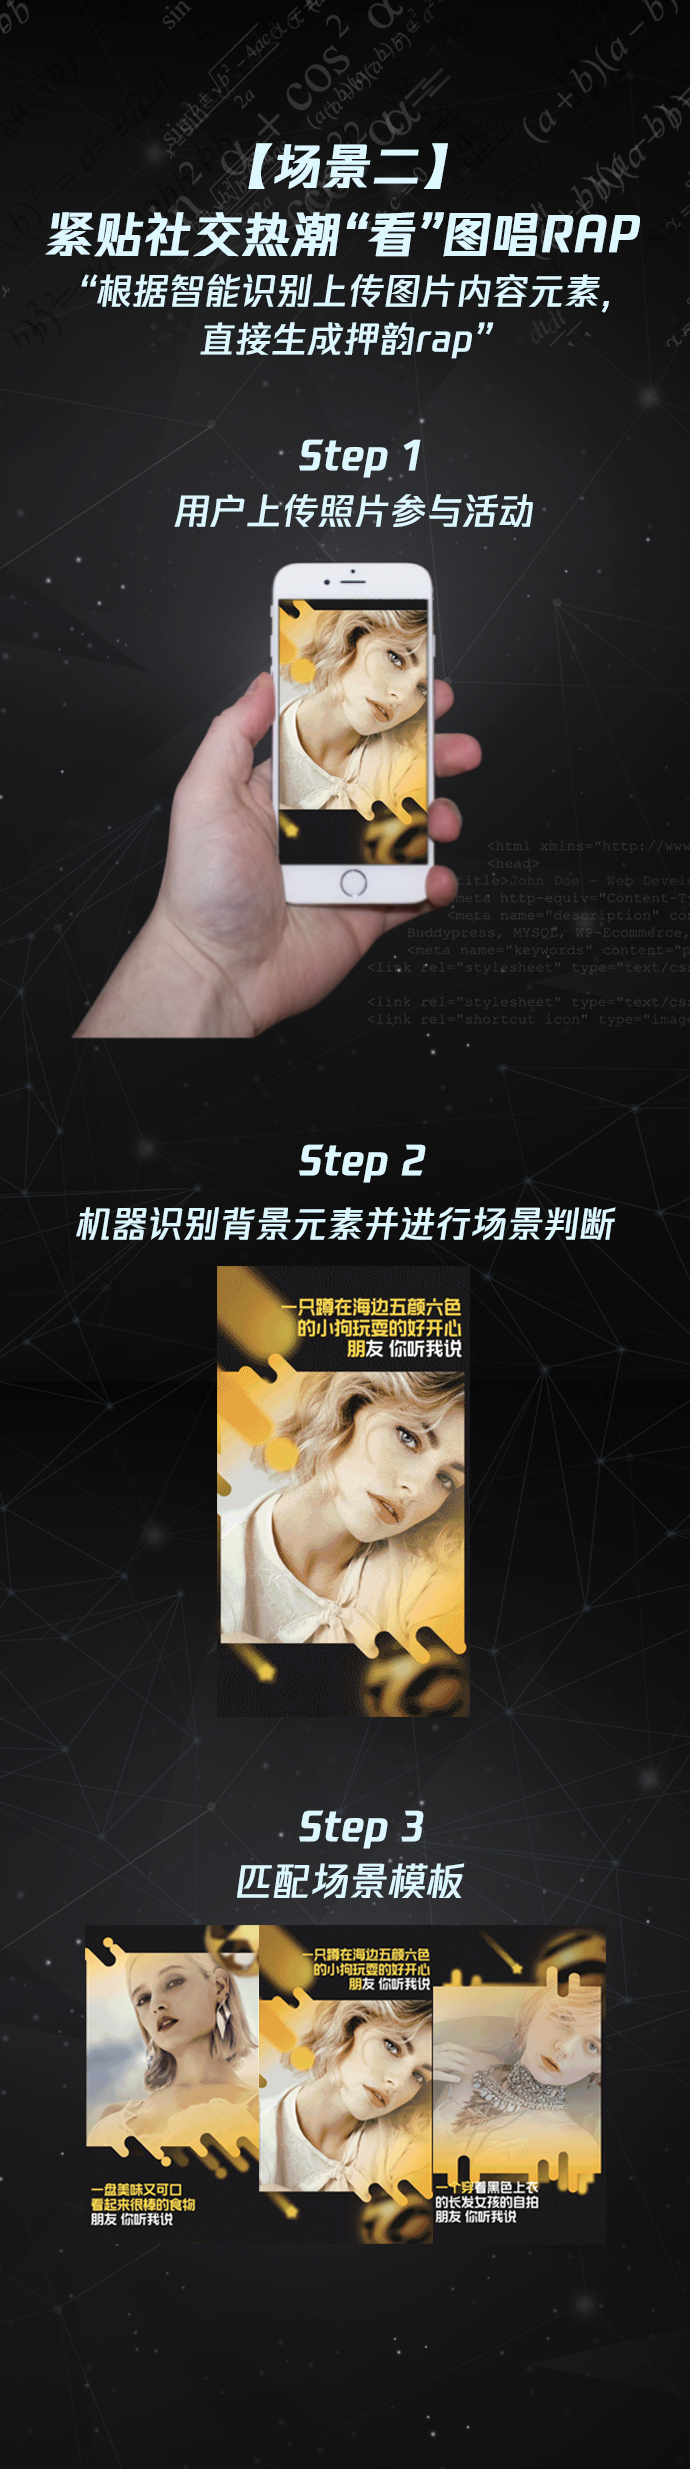 【场景二】
紧贴社交热潮“看”图唱RAP
“根据智能识别上传图片内容元素，
直接生成押韵rap”
Step 1
用户上传照片参与活动
<html xmlns="http://www
<head>
title>John Doe - Web Develo
meta http-equiv="Content-Ty
<meta name="description" con
Buddypress, MYSQL, WP-Ecommerce,
<meta name="keywords" content="p
<link rel="stylesheet" type="text/css
<link rel="stylesheet" type="text/css
<link rel="shortcut icon" type="image
Step 2
机器识别背景元素并进行场景判断
一只蹲在海边五颜六色
的小狗玩耍的好开心
朋友 你听我说
Step 3
匹配场景模板
一只蹲在海边五颜六色
的小狗玩耍的好开心
朋友 你听我说
一盘美味又可口
看起来很棒的食物
朋友 你听我说
一个穿着黑色上衣
的长发女孩的自拍
朋友 你听我说